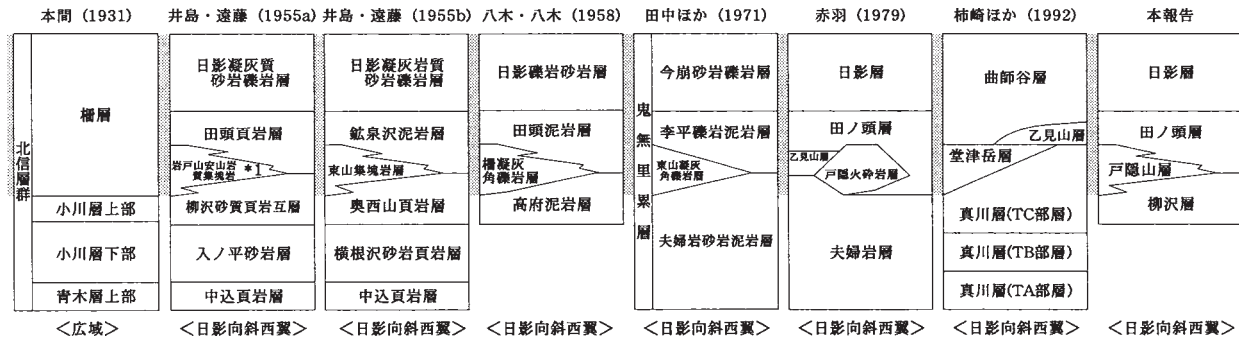 本間 (1931)
井島・遠藤 (1955a)
井島・遠藤 (1955b)
八木・八木 (1958)
田中ほか (1971)
赤羽 (1979)
柿崎ほか (1992)
本報告
北信層群
柵層
小川層上部
小川層下部
青木層上部
<広域>
日影凝灰質
砂岩礫岩層
田頭頁岩層
岩戸山安山岩
質集塊岩
*1
柳沢砂質頁岩互層
入ノ平砂岩層
中込頁岩層
<日影向斜西翼>
日影凝灰岩質
砂岩礫岩層
鉱泉沢泥岩層
東山集塊岩層
奥西山頁岩層
横根沢砂岩頁岩層
中込頁岩層
<日影向斜西翼>
日影礫岩砂岩層
田頭泥岩層
柵凝灰
角礫岩層
高府泥岩層
<日影向斜西翼>
鬼無里累層
今崩砂岩礫岩層
李平礫岩泥岩層
東山凝灰
角礫岩層
夫婦岩砂岩泥岩層
<日影向斜西翼>
日影層
田ノ頭層
乙見山層
戸隠火砕岩層
夫婦岩層
<日影向斜西翼>
曲師谷層
乙見山層
堂津岳層
真川層(TC部層)
真川層(TB部層)
真川層(TA部層)
<日影向斜西翼>
日影層
田ノ頭層
戸隠山層
柳沢層
<日影向斜西翼>